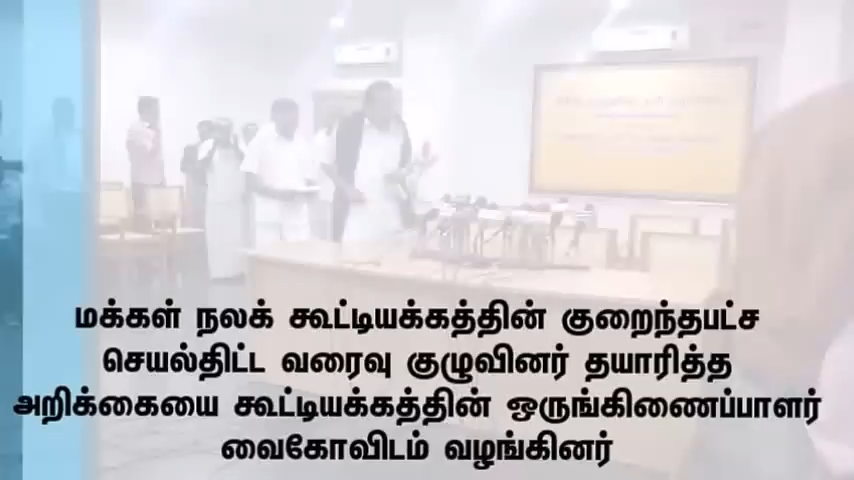 மக்கள் நலக் கூட்டியக்கத்தின் குறைந்தபட்ச
செயல்திட்ட வரைவு குழுவினர் தயாரித்த
அறிக்கையை கூட்டியக்கத்தின் ஒருங்கிணைப்பாளர்
வைகோவிடம் வழங்கினர்